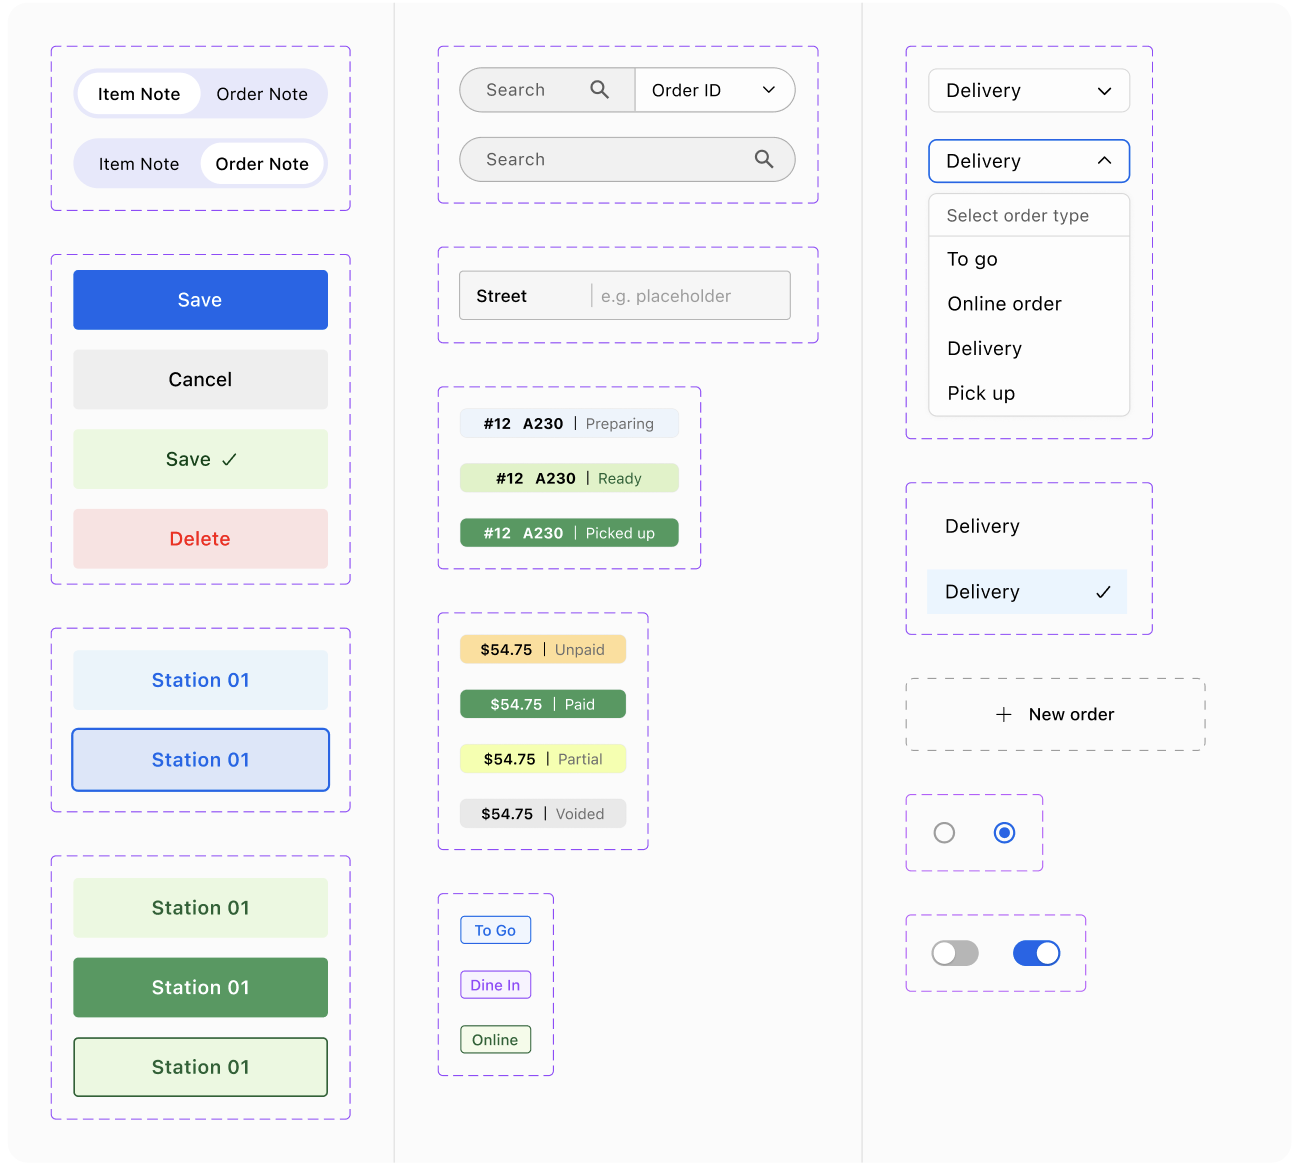 Item Note Order Note
Item Note Order Note
Save
Cancel
Save
Delete
Station 01
Station 01
Station 01
Station 01
Station 01
Search Order ID
Search
Street e.g. placeholder
#12 A230 | Preparing
#12 A230 | Ready
#12 A230 | Picked up
$54.75 | Unpaid
$54.75 | Paid
$54.75 | Partial
$54.75 | Voided
To Go
Dine In
Online
Delivery
Delivery
Select order type
To go
Online order
Delivery
Pick up
Delivery
Delivery
New order